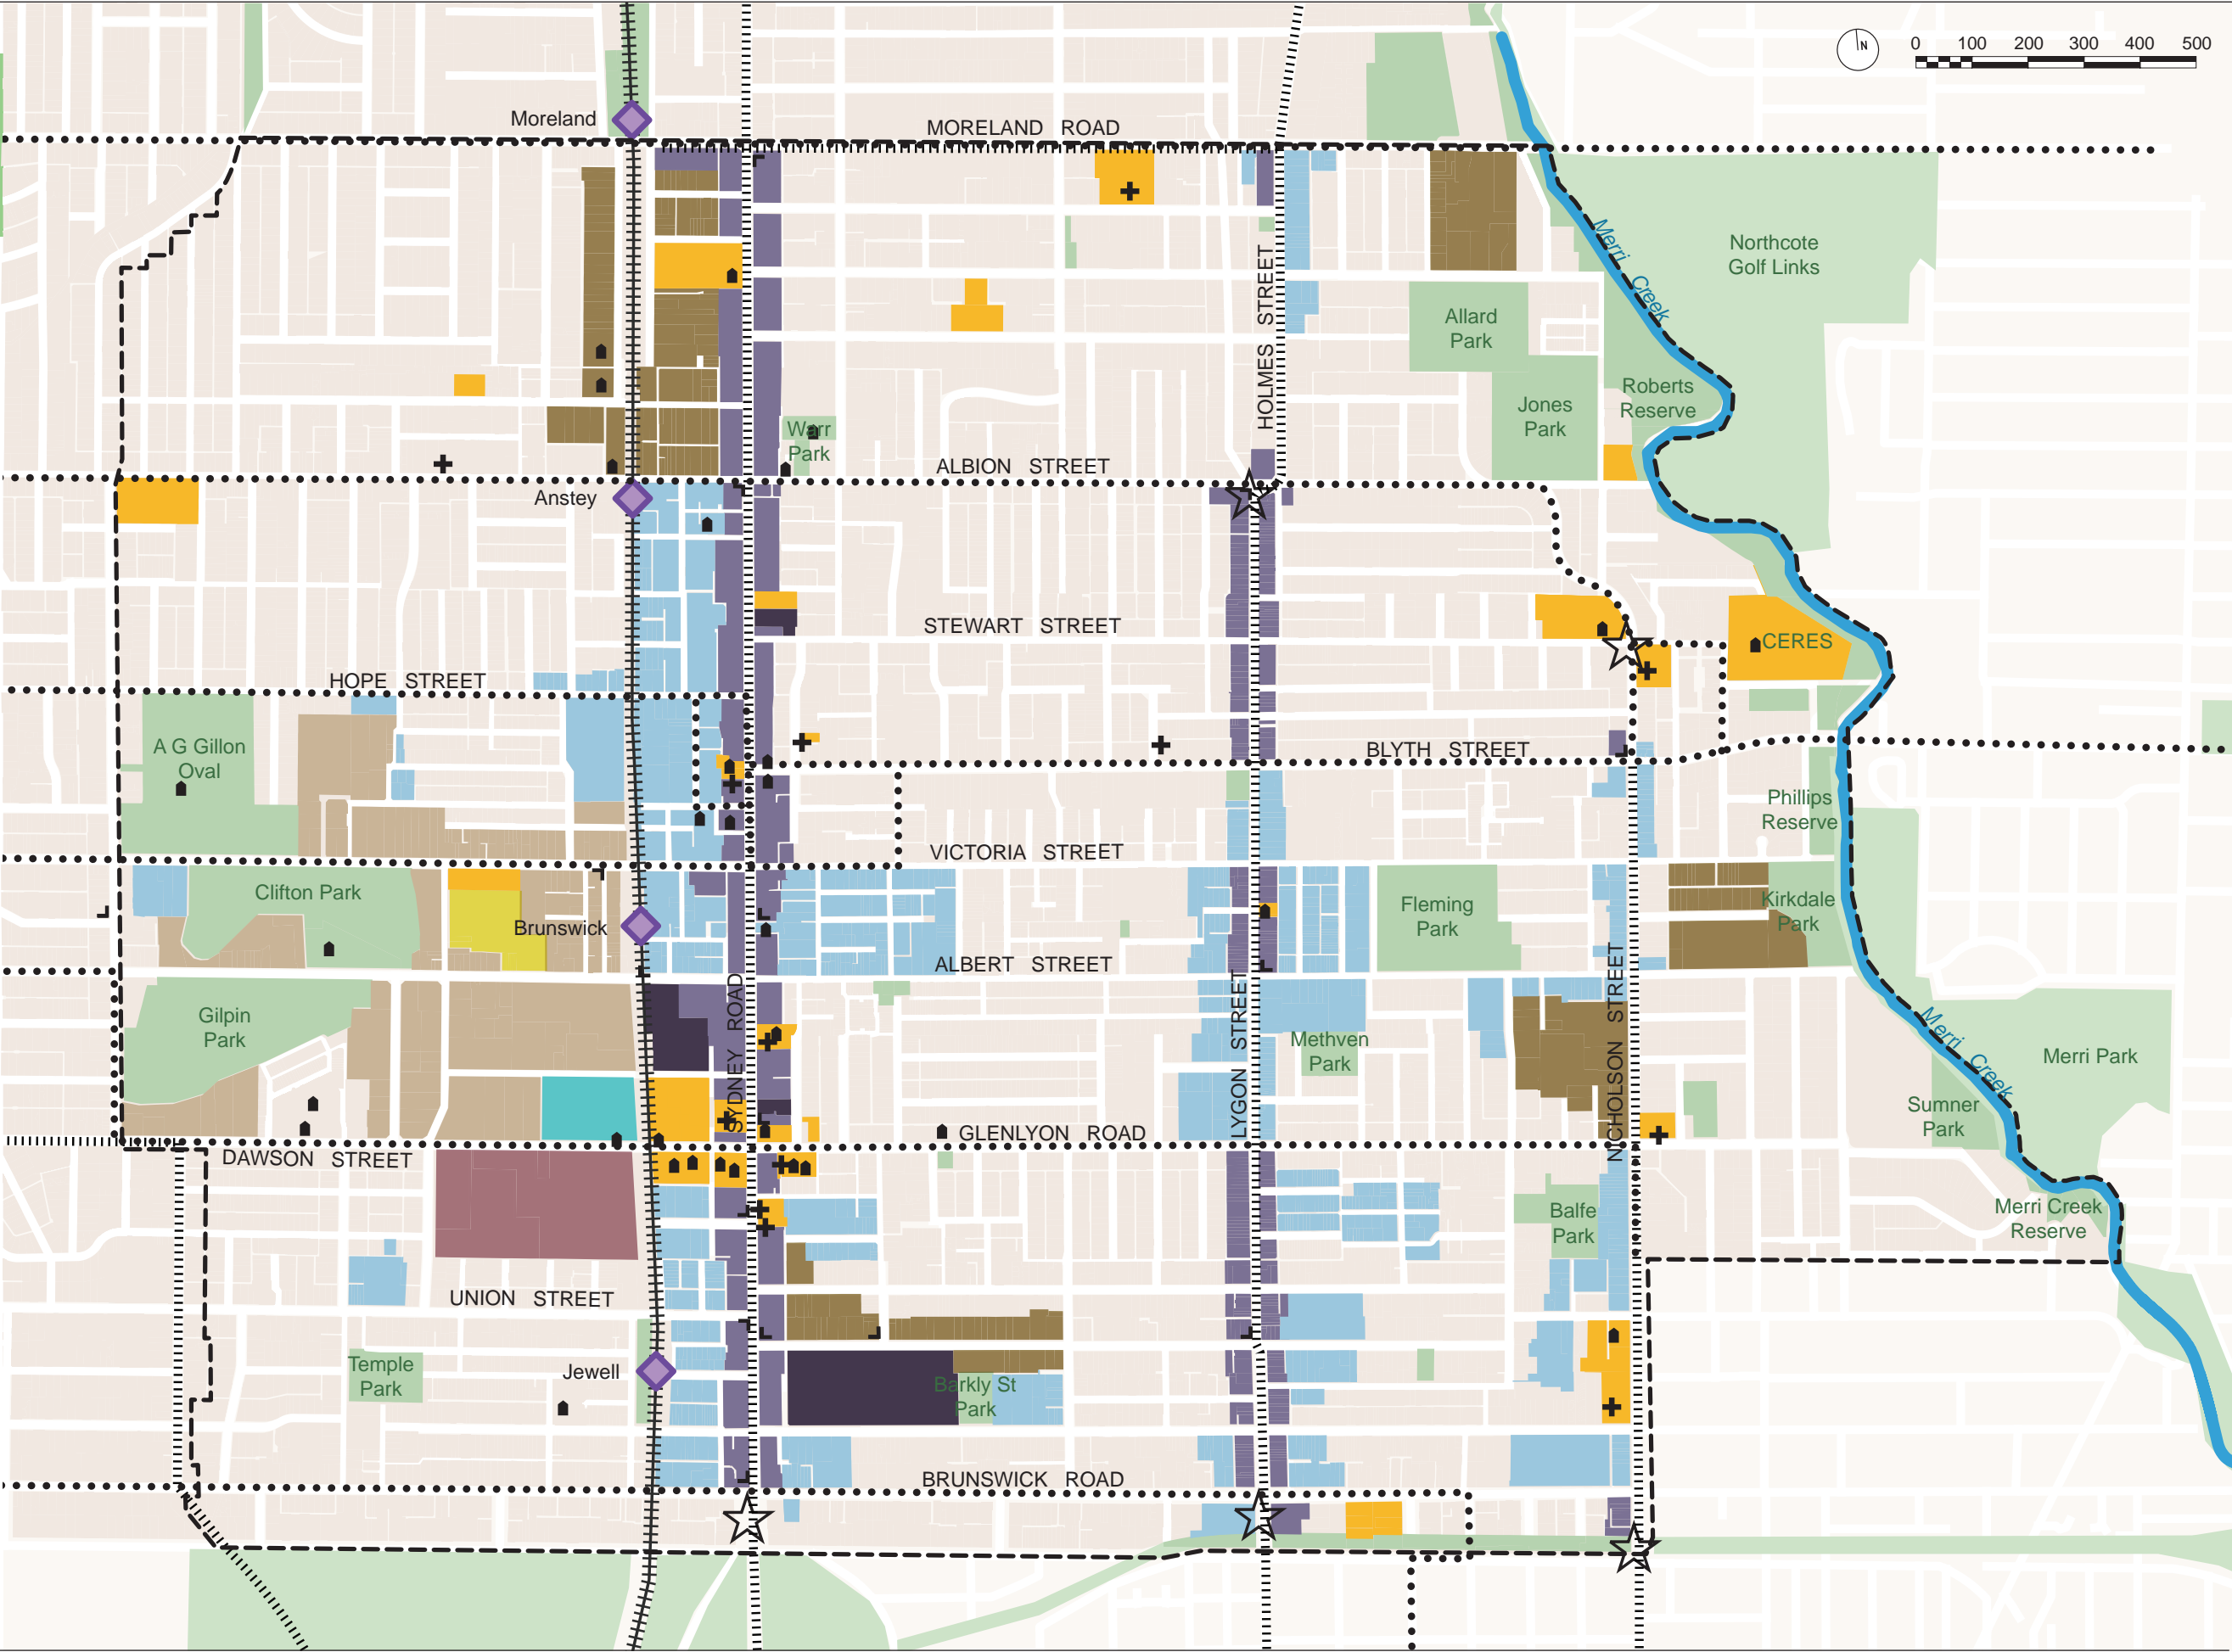 N
0 100 200 300 400 500
Moreland
MORELAND ROAD
Merri Creek
Northcote
Golf Links
HOLMES STREET
Allard
Park
Roberts
Reserve
Jones
Park
Warr
Park
ALBION STREET
Anstey
STEWART STREET
CERES
HOPE STREET
A G Gillon
Oval
BLYTH STREET
Phillips
Reserve
VICTORIA STREET
Clifton Park
Brunswick
Fleming
Park
Kirkdale
Park
ALBERT STREET
SYDNEY ROAD
LYGON STREET
NICHOLSON STREET
Gilpin
Park
Methven
Park
Merri Creek
Merri Park
Sumner
Park
GLENLYON ROAD
DAWSON STREET
Balfe
Park
Merri Creek
Reserve
UNION STREET
Temple
Park
Jewell
Barkly St
Park
BRUNSWICK ROAD